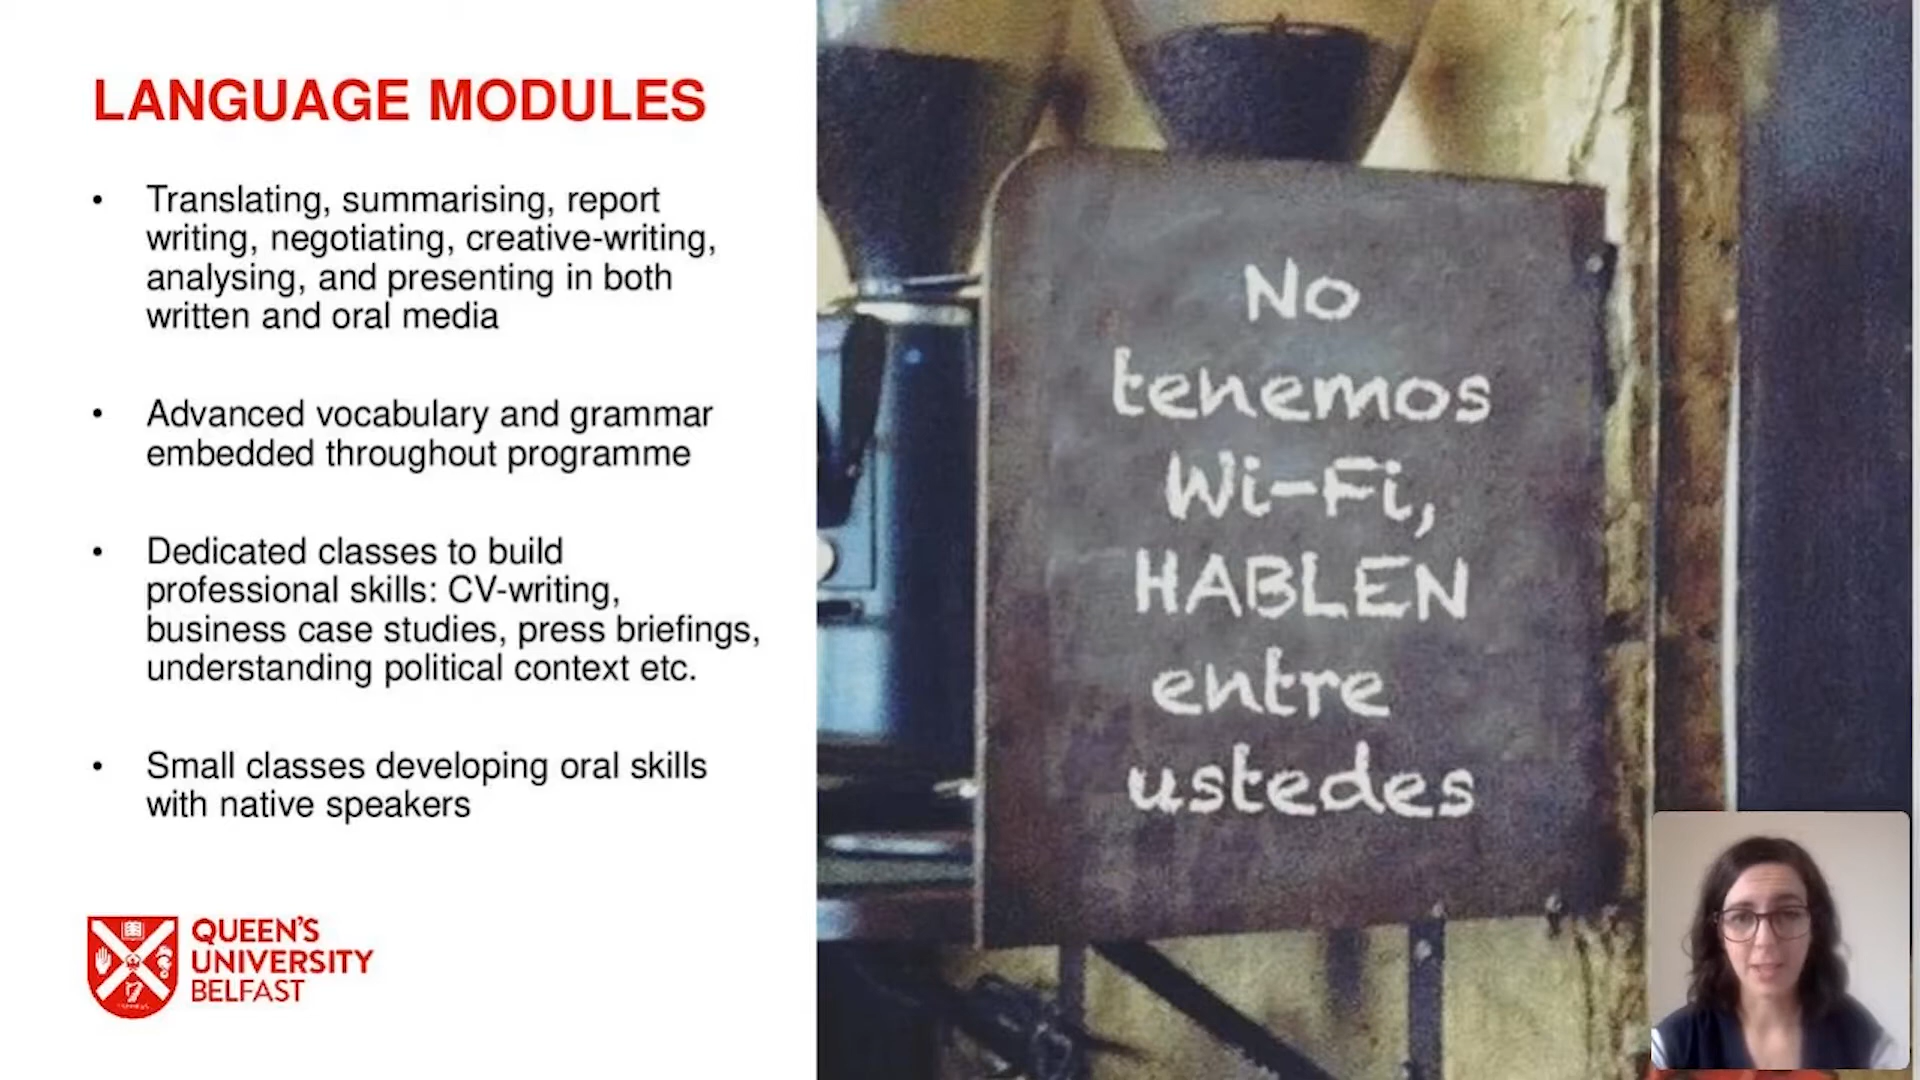 LANGUAGE MODULES
• Translating, summarising, report
writing, negotiating, creative-writing,
analysing, and presenting in both
written and oral media
• Advanced vocabulary and grammar
embedded throughout programme
• Dedicated classes to build
professional skills: CV-writing,
business case studies, press briefings,
understanding political context etc.
• Small classes developing oral skills
with native speakers
QUEEN'S
UNIVERSITY
BELFAST
No
tenemos
Wi-Fi,
HABLEN
entre
ustedes